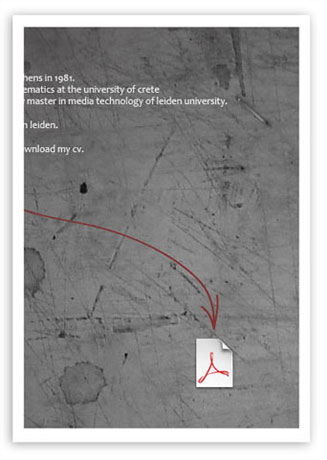 hens in 1981.
ematics at the university of crete
master in media technology of leiden university.
n leiden.
ownload my cv.